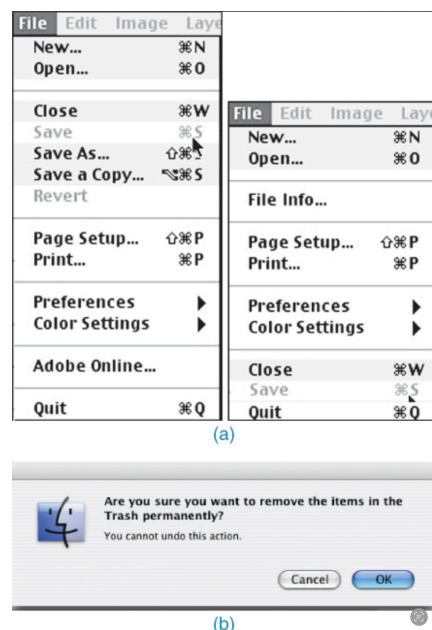 File Edit Image Laye
New... ⌘N
Open... ⌘O
Close ⌘W
Save ⌘S
Save As... ⇧⌘S
Save a Copy... ⌥⌘S
Revert
Page Setup... ⇧⌘P
Print... ⌘P
Preferences ▶
Color Settings ▶
Adobe Online...
Quit ⌘Q
File Edit Image Lay
New... ⌘N
Open... ⌘O
File Info...
Page Setup... ⇧⌘P
Print... ⌘P
Preferences ▶
Color Settings ▶
Close ⌘W
Save ⌘S
Quit ⌘Q
(a)
Are you sure you want to remove the items in the
Trash permanently?
You cannot undo this action.
Cancel OK
(b)